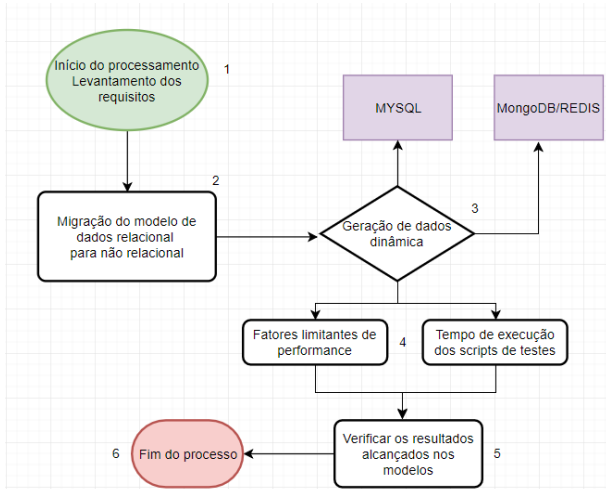 Início do processamento
Levantamento dos
requisitos
1
MYSQL
MongoDB/REDIS
2
Migração do modelo de
dados relacional
para não relacional
3
Geração de dados
dinâmica
Fatores limitantes de
performance
4
Tempo de execução
dos scripts de testes
Verificar os resultados
alcançados nos
modelos
5
6
Fim do processo